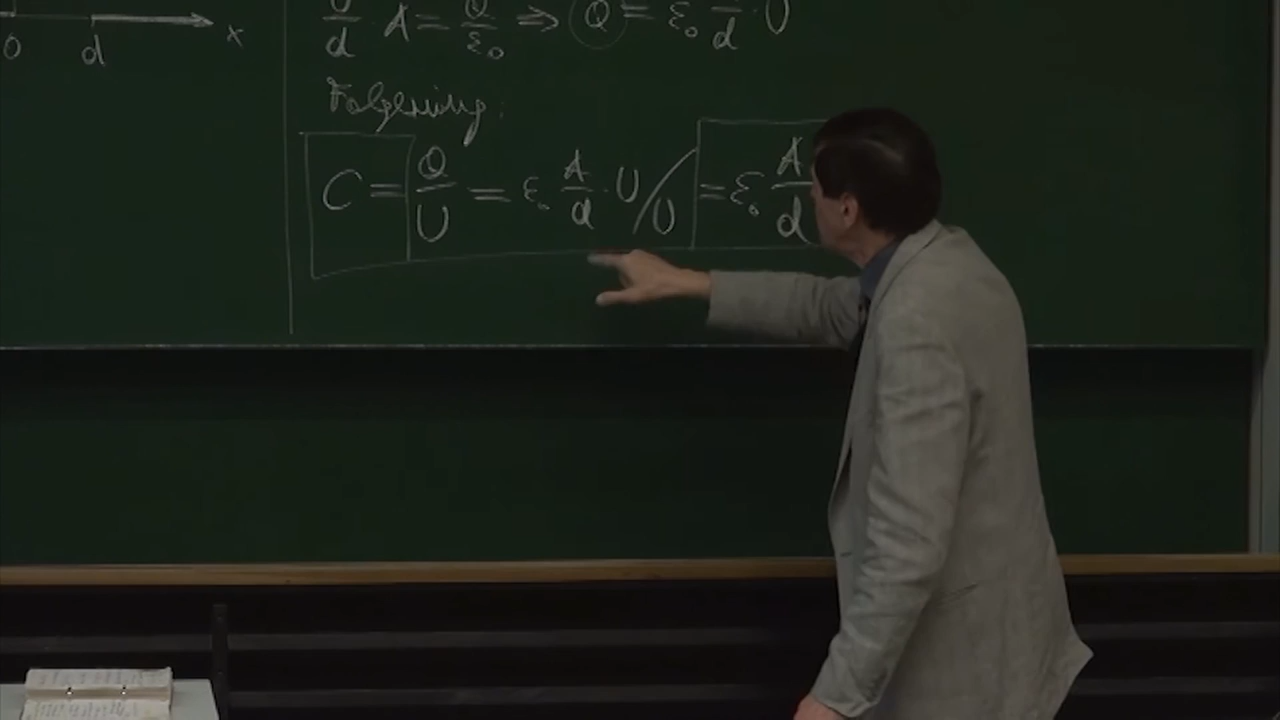 0 d x
U/d · A = Q/ε₀ ⇒ Q = ε₀ A/d · U
Folgerung:
C = Q/U = ε₀ A/d · U/U = ε₀ A/d